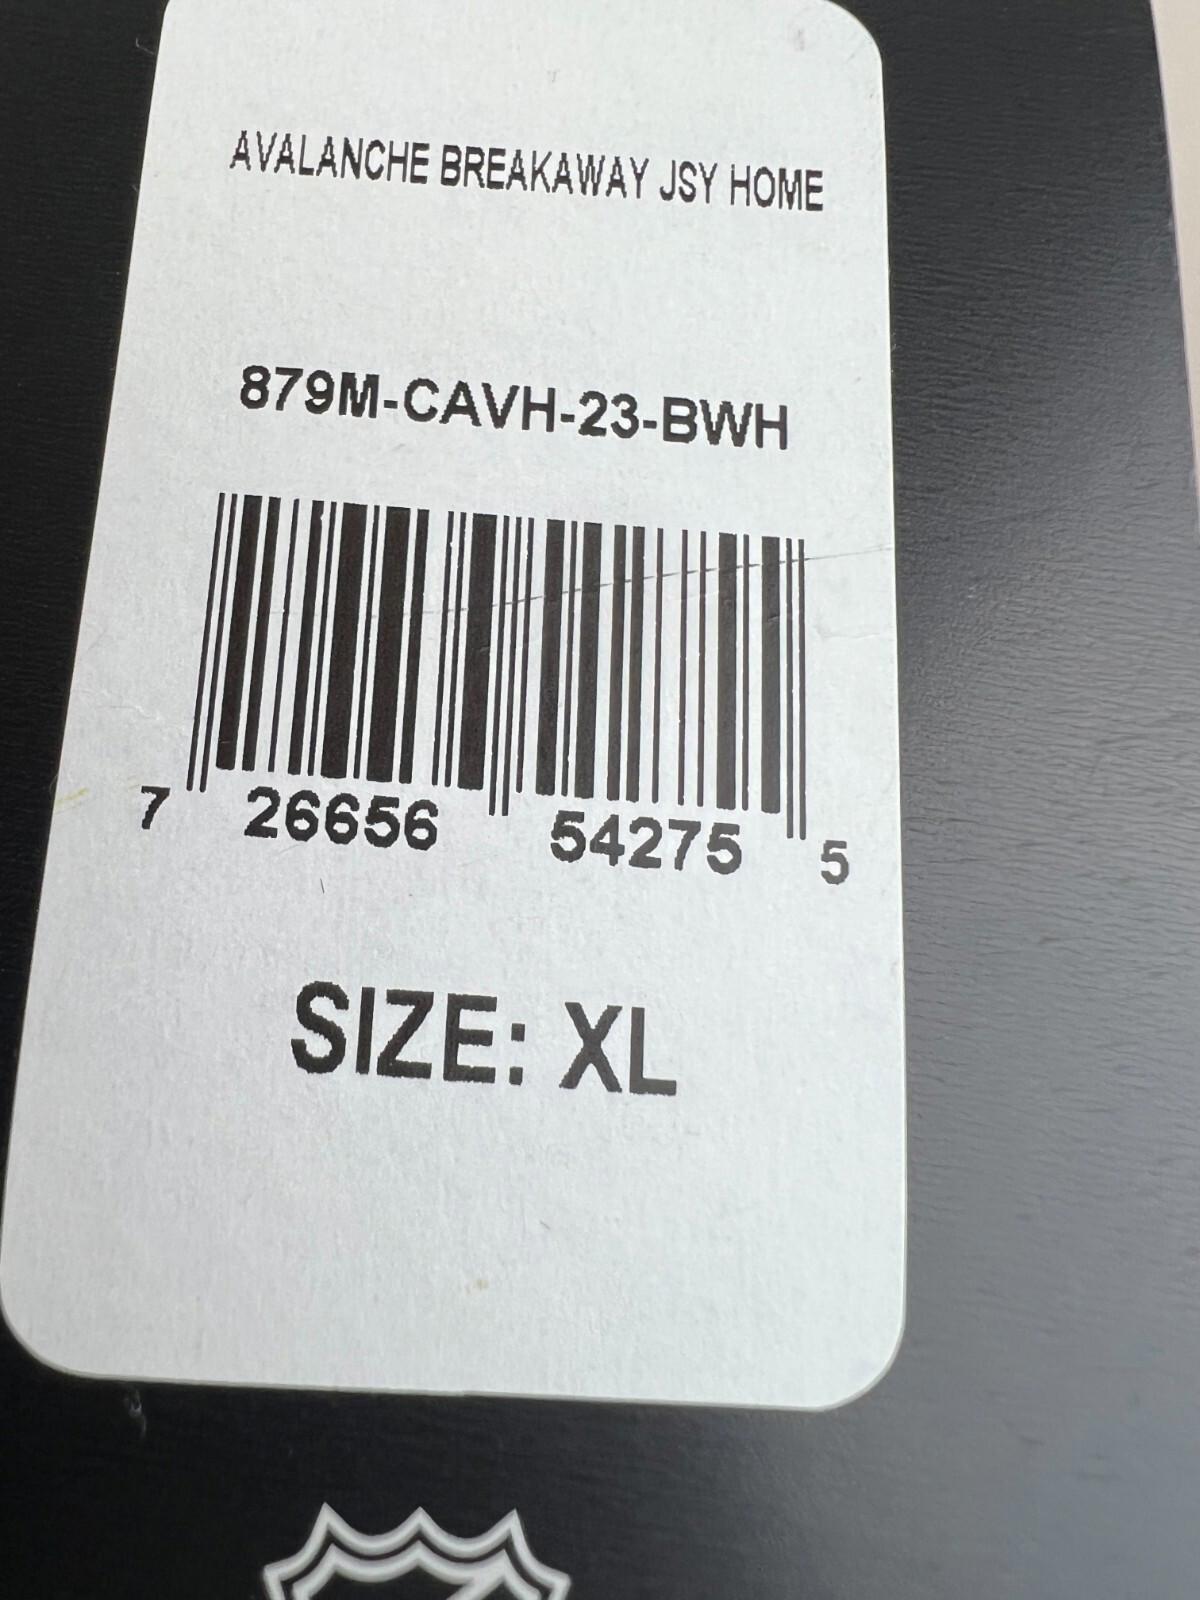 AVALANCHE BREAKAWAY JSY HOME
879M-CAVH-23-BWH
7 26656 54275 5
SIZE: XL